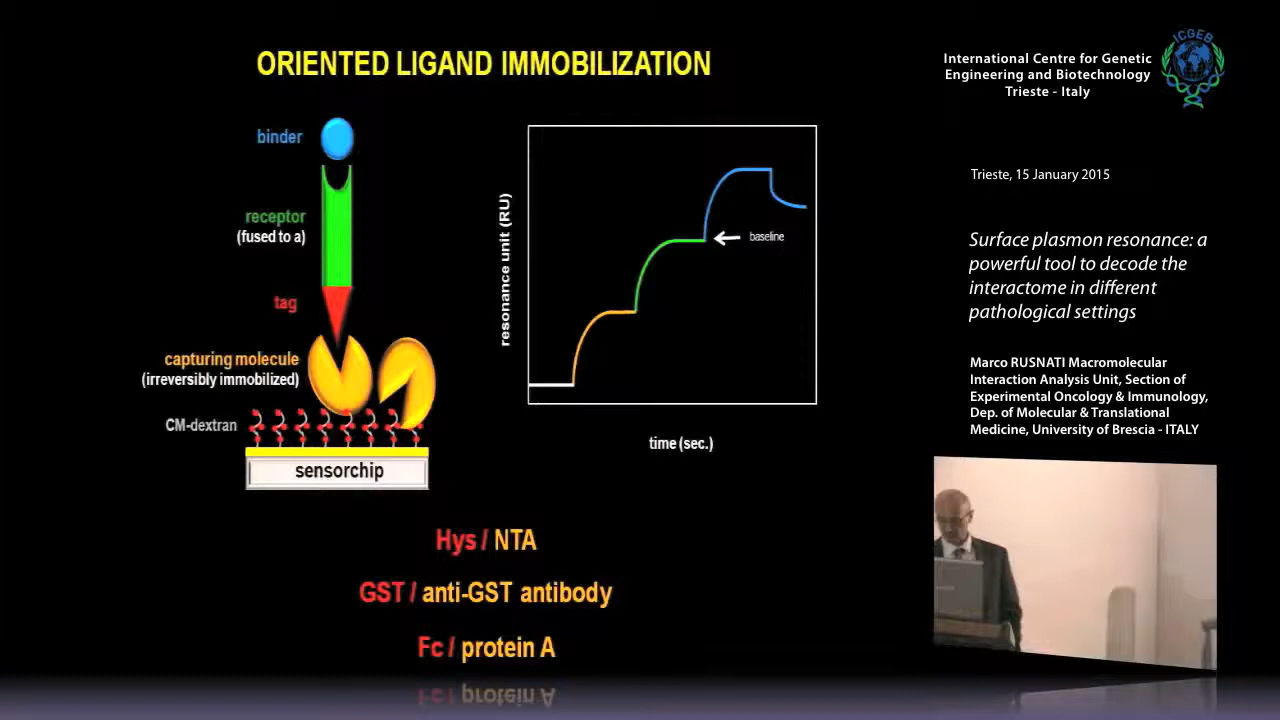 ORIENTED LIGAND IMMOBILIZATION
binder
receptor
(fused to a)
tag
capturing molecule
(irreversibly immobilized)
CM-dextran
sensorchip
resonance unit (RU)
baseline
time (sec.)
Hys / NTA
GST / anti-GST antibody
Fc / protein A
International Centre for Genetic
Engineering and Biotechnology
Trieste - Italy
ICGEB
Trieste, 15 January 2015
Surface plasmon resonance: a
powerful tool to decode the
interactome in different
pathological settings
Marco RUSNATI Macromolecular
Interaction Analysis Unit, Section of
Experimental Oncology & Immunology,
Dep. of Molecular & Translational
Medicine, University of Brescia - ITALY